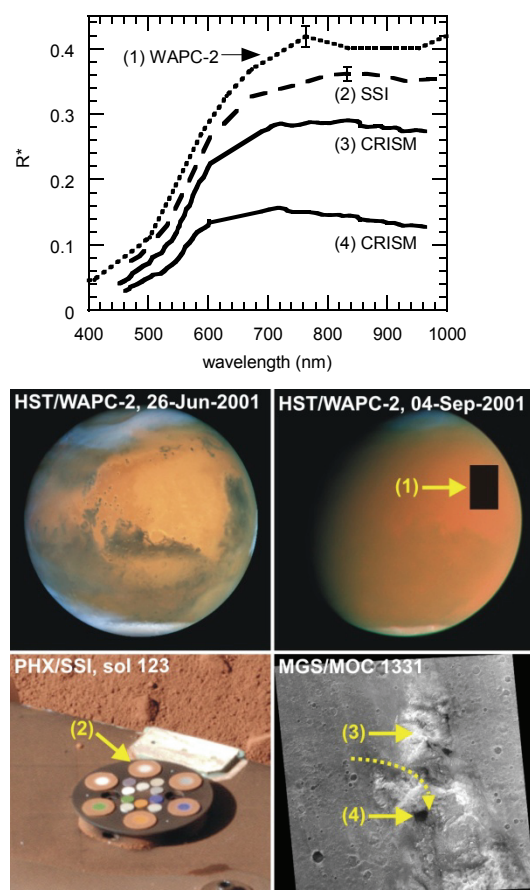 0.4
0.3
0.2
0.1
0
R*
(1) WAPC-2
(2) SSI
(3) CRISM
(4) CRISM
400 500 600 700 800 900 1000
wavelength (nm)
HST/WAPC-2, 26-Jun-2001
HST/WAPC-2, 04-Sep-2001
(1)
PHX/SSI, sol 123
(2)
MGS/MOC 1331
(3)
(4)